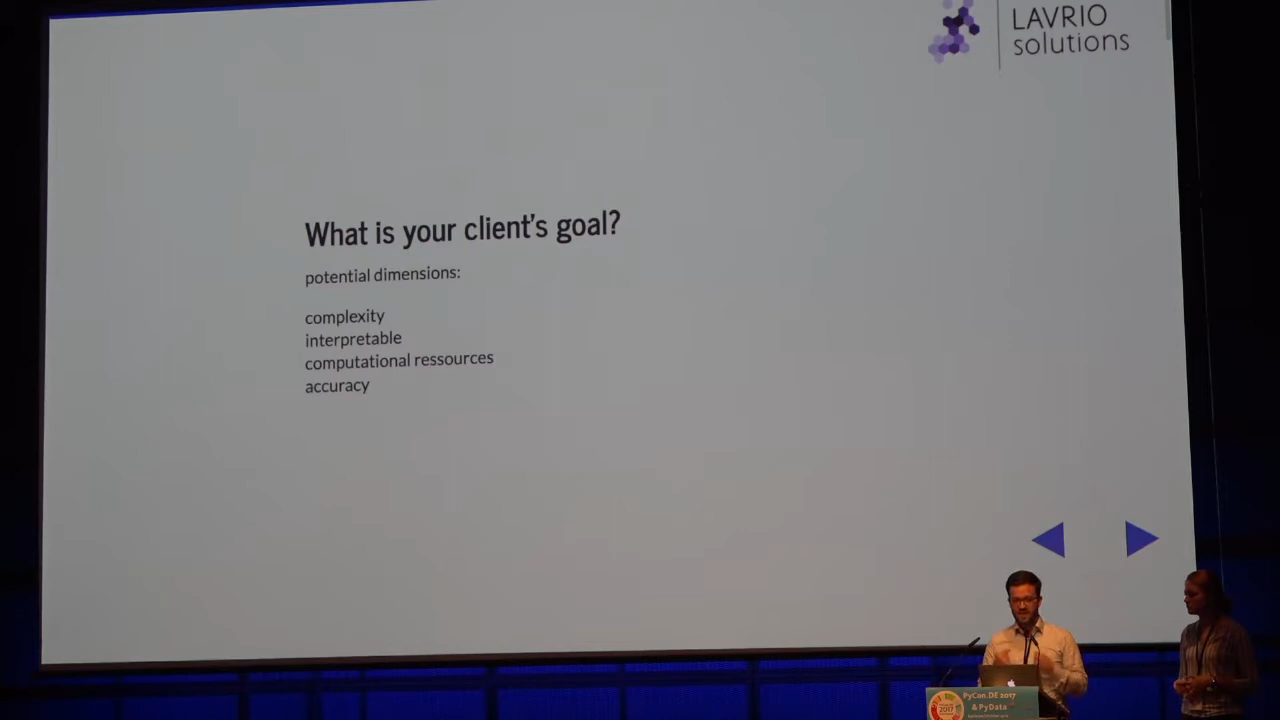 LAVRIO
solutions
What is your client's goal?
potential dimensions:
complexity
interpretable
computational ressources
accuracy
PyCon.DE 2017
& PyData